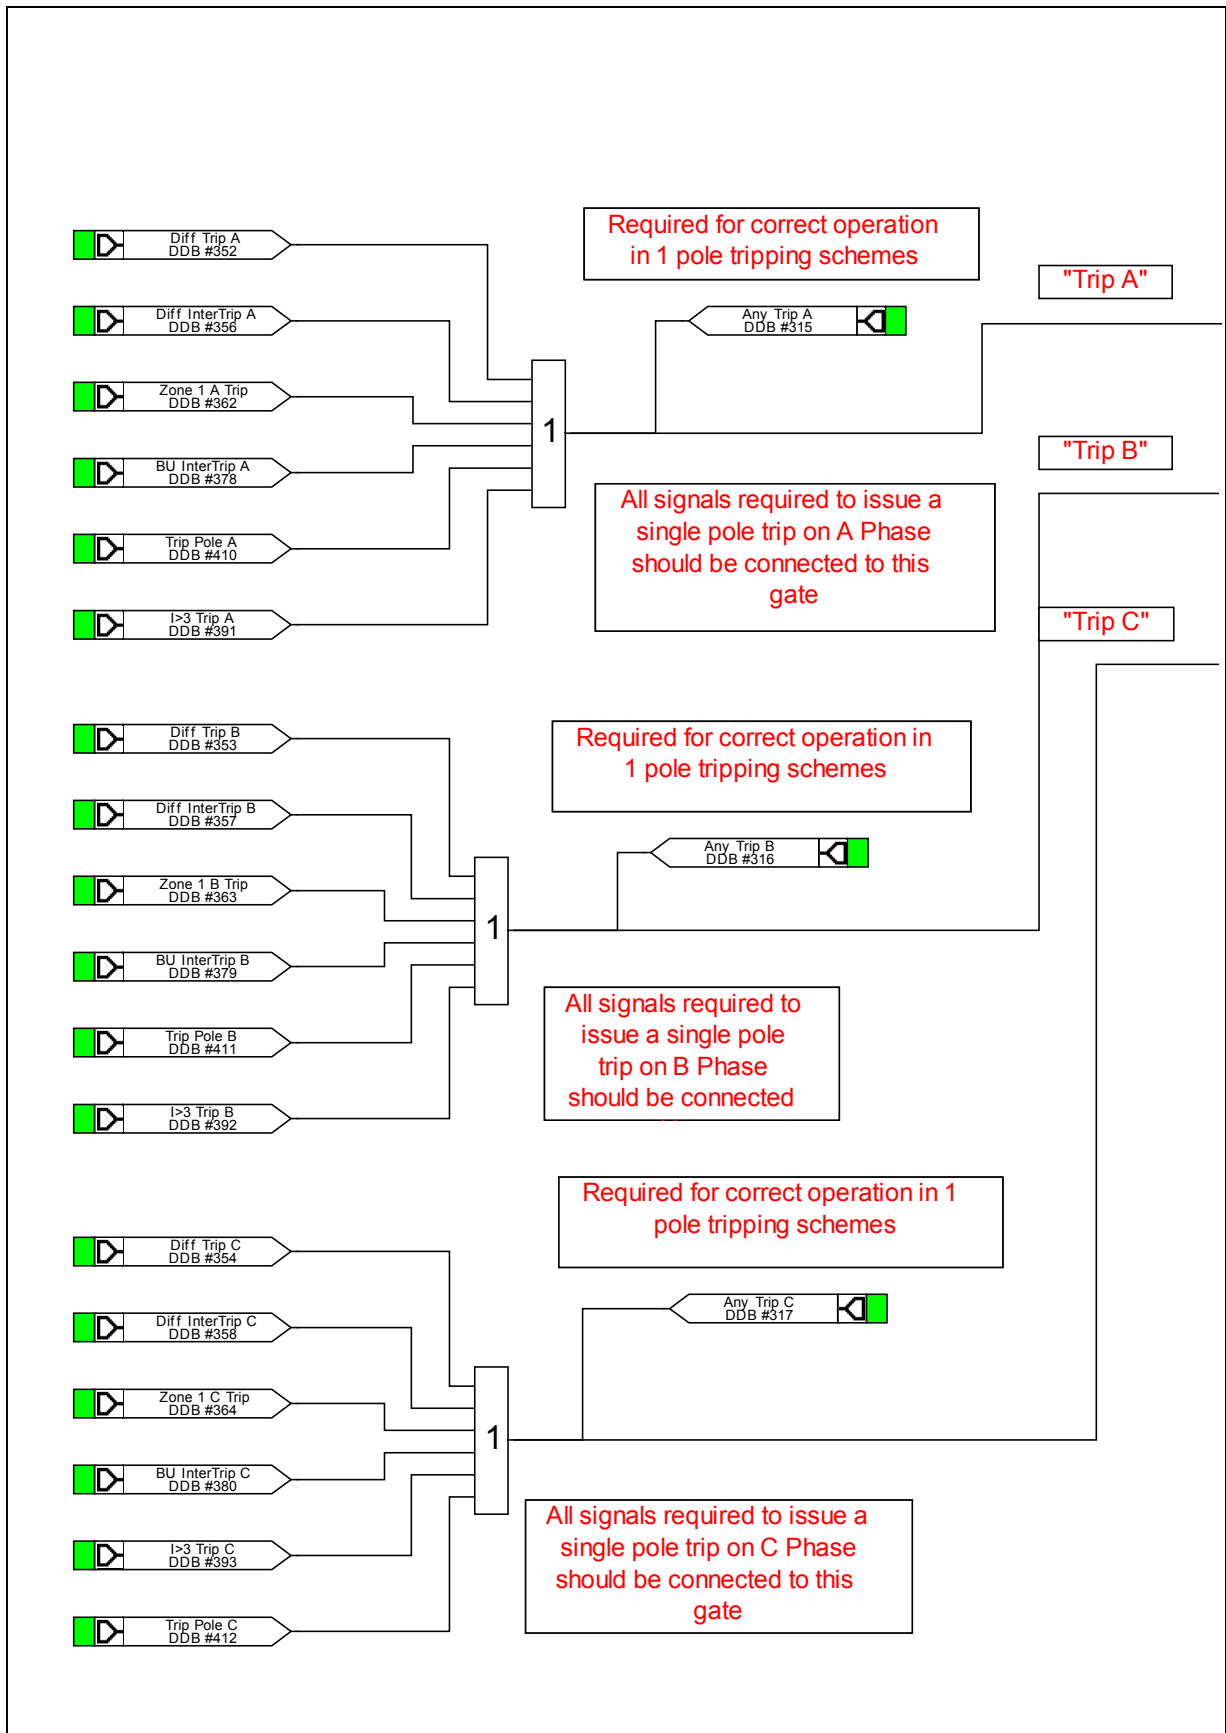 Diff Trip A
DDB #352
Diff InterTrip A
DDB #356
Zone 1 A Trip
DDB #362
BU InterTrip A
DDB #378
Trip Pole A
DDB #410
I>3 Trip A
DDB #391
1
Required for correct operation
in 1 pole tripping schemes
Any Trip A
DDB #315
All signals required to issue a
single pole trip on A Phase
should be connected to this
gate
"Trip A"
"Trip B"
"Trip C"
Diff Trip B
DDB #353
Diff InterTrip B
DDB #357
Zone 1 B Trip
DDB #363
BU InterTrip B
DDB #379
Trip Pole B
DDB #411
I>3 Trip B
DDB #392
1
Required for correct operation in
1 pole tripping schemes
Any Trip B
DDB #316
All signals required to
issue a single pole
trip on B Phase
should be connected
Diff Trip C
DDB #354
Diff InterTrip C
DDB #358
Zone 1 C Trip
DDB #364
BU InterTrip C
DDB #380
I>3 Trip C
DDB #393
Trip Pole C
DDB #412
1
Required for correct operation in 1
pole tripping schemes
Any Trip C
DDB #317
All signals required to issue a
single pole trip on C Phase
should be connected to this
gate